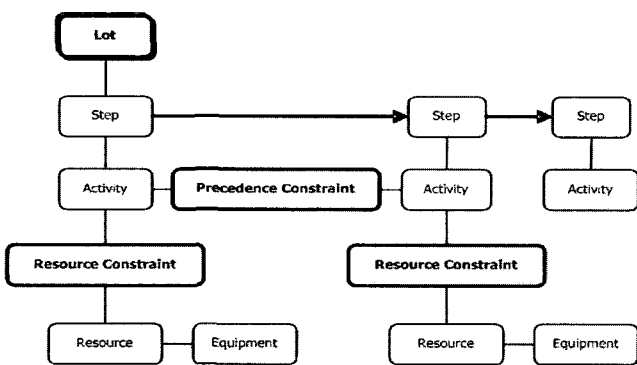 Lot
Step
Step
Step
Activity
Precedence Constraint
Activity
Activity
Resource Constraint
Resource Constraint
Resource
Equipment
Resource
Equipment